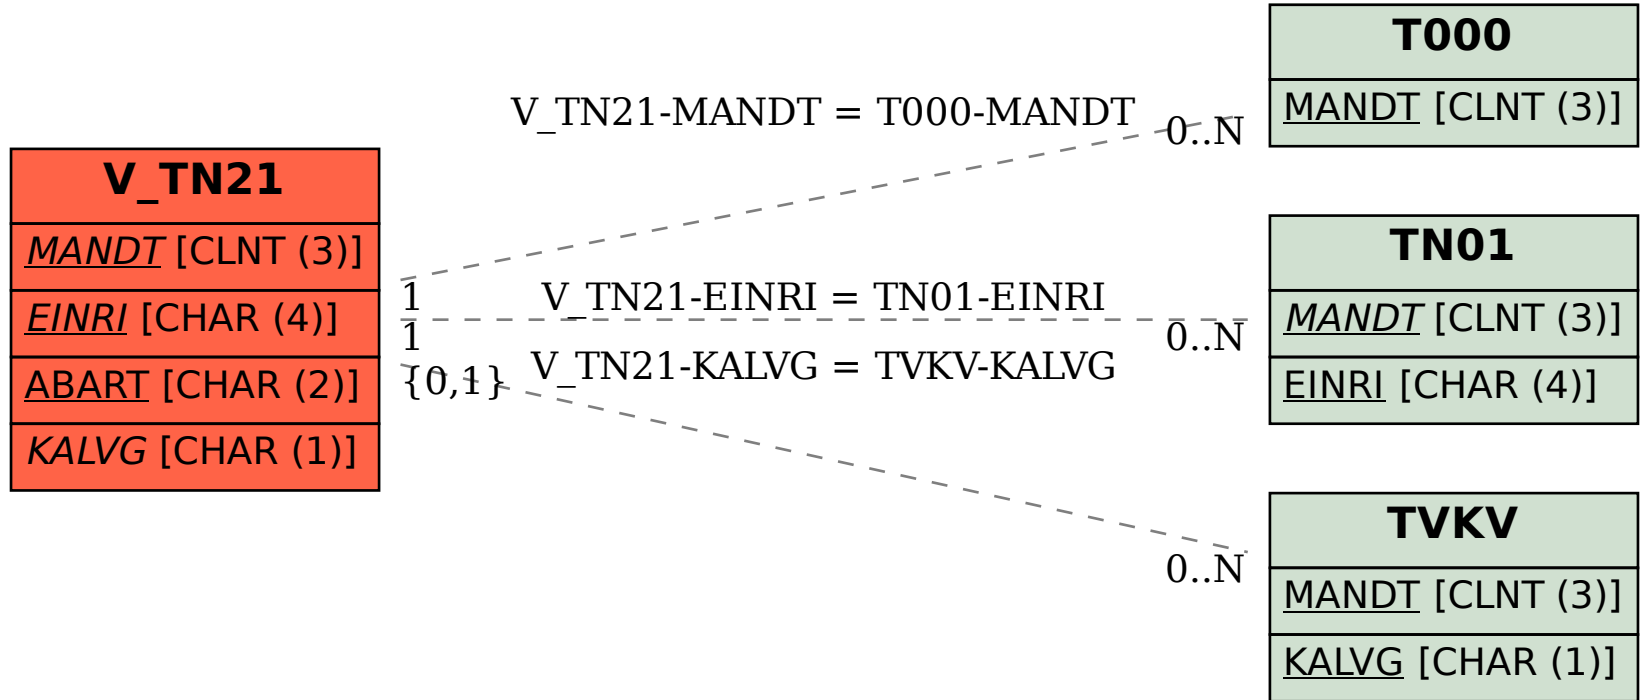 V_TN21
MANDT [CLNT (3)]
EINRI [CHAR (4)]
ABART [CHAR (2)]
KALVG [CHAR (1)]
V_TN21-MANDT = T000-MANDT
0..N
1
V_TN21-EINRI = TN01-EINRI
1
0..N
V_TN21-KALVG = TVKV-KALVG
{0,1}
0..N
T000
MANDT [CLNT (3)]
TN01
MANDT [CLNT (3)]
EINRI [CHAR (4)]
TVKV
MANDT [CLNT (3)]
KALVG [CHAR (1)]